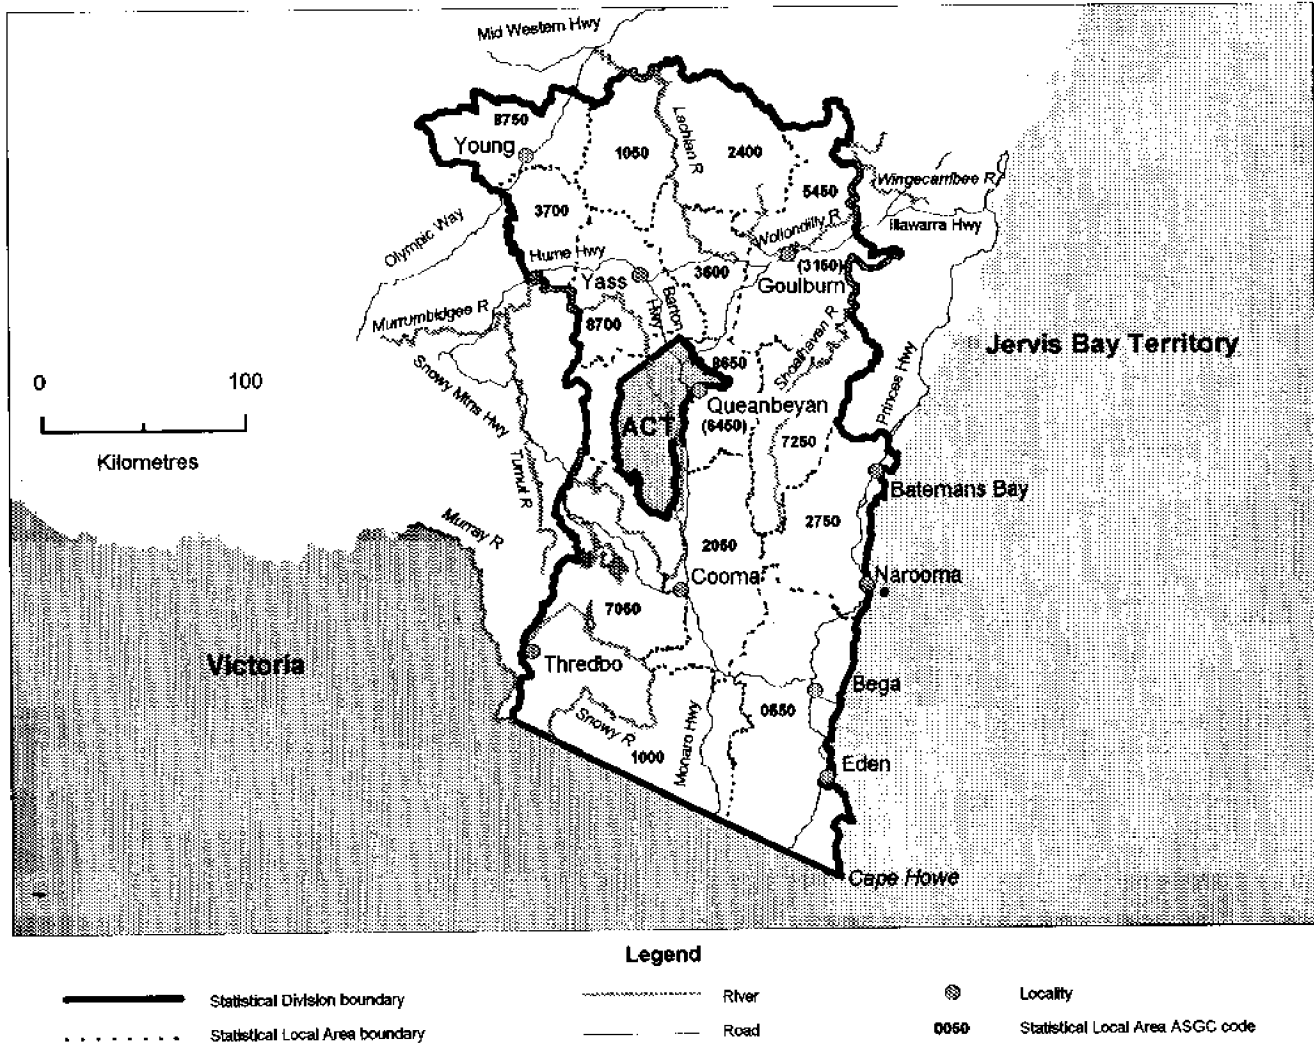 Mid Western Hwy
8750
Young
1050
Lachlan R
2400
5450
Wingecarribee R
3700
Olympic Way
Wollondilly R
Illawarra Hwy
Hume Hwy
Yass
3600
(3150)
Goulburn
Barton
Hwy
Murrumbidgee R
8700
Shoalhaven R
Jervis Bay Territory
Princes Hwy
Snowy Mtns Hwy
8650
0 100
Kilometres
Queanbeyan
ACT
(6450)
7250
Tumut R
Batemans Bay
Murray R
2750
2050
Cooma
Narooma
7050
Victoria
Thredbo
Bega
0550
Snowy R
Monaro Hwy
1000
Eden
Cape Howe
Legend
Statistical Division boundary
River
Locality
Statistical Local Area boundary
Road
0050
Statistical Local Area ASGC code